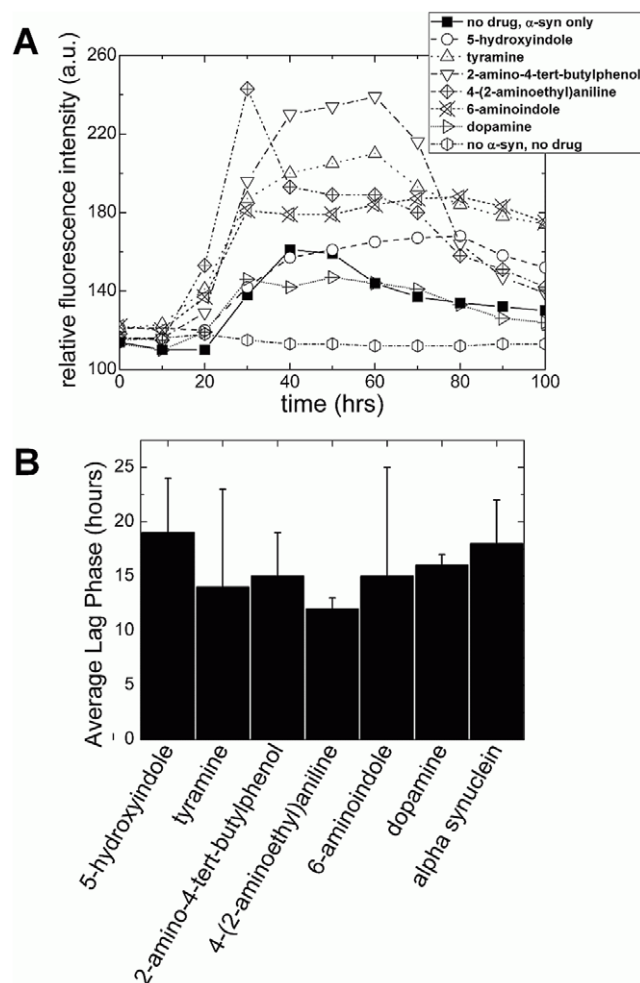 A
relative fluorescence intensity (a.u.)
260
220
180
140
100
0
20
40
60
80
100
time (hrs)
no drug, α-syn only
5-hydroxyindole
tyramine
2-amino-4-tert-butylphenol
4-(2-aminoethyl)aniline
6-aminoindole
dopamine
no α-syn, no drug
B
Average Lag Phase (hours)
25
20
15
10
5
0
5-hydroxyindole
tyramine
2-amino-4-tert-butylphenol
4-(2-aminoethyl)aniline
6-aminoindole
dopamine
alpha synuclein